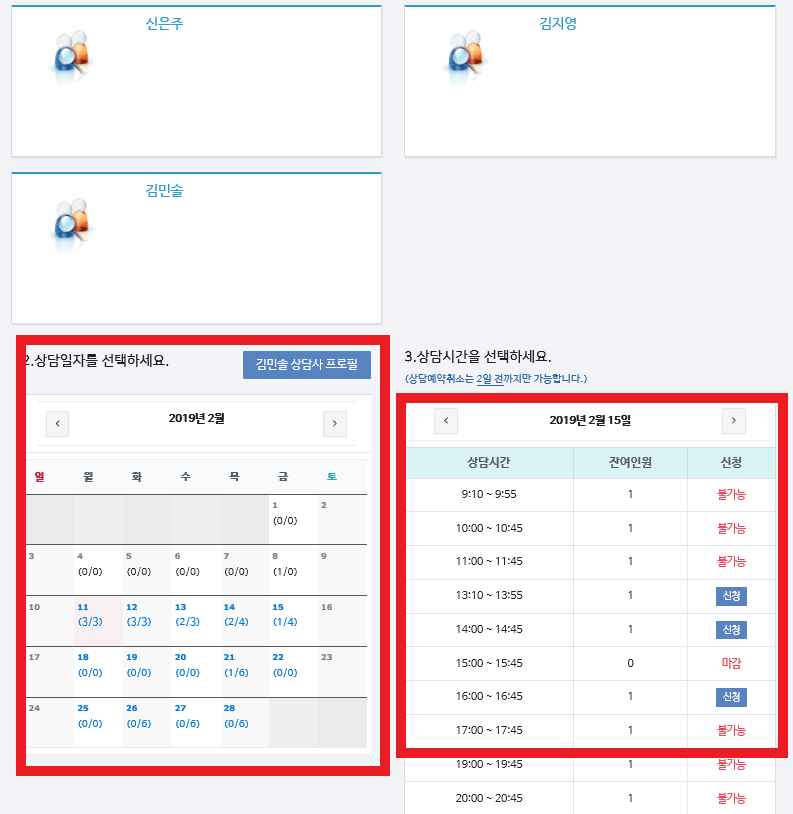 신은주
김지영
김민솔
2.상담일자를 선택하세요.
김민솔 상담사 프로필
< 2019년 2월 >
일 월 화 수 목 금 토
1 2
(0/0)
3 4 5 6 7 8 9
(0/0) (0/0) (0/0) (0/0) (1/0)
10 11 12 13 14 15 16
(3/3) (3/3) (2/3) (2/4) (1/4)
17 18 19 20 21 22 23
(0/0) (0/0) (0/0) (1/6) (0/0)
24 25 26 27 28
(0/0) (0/6) (0/6) (0/6)
3.상담시간을 선택하세요.
(상담예약취소는 2일 전까지만 가능합니다.)
< 2019년 2월 15일 >
상담시간 잔여인원 신청
9:10 ~ 9:55 1 불가능
10:00 ~ 10:45 1 불가능
11:00 ~ 11:45 1 불가능
13:10 ~ 13:55 1 신청
14:00 ~ 14:45 1 신청
15:00 ~ 15:45 0 마감
16:00 ~ 16:45 1 신청
17:00 ~ 17:45 1 불가능
19:00 ~ 19:45 1 불가능
20:00 ~ 20:45 1 불가능